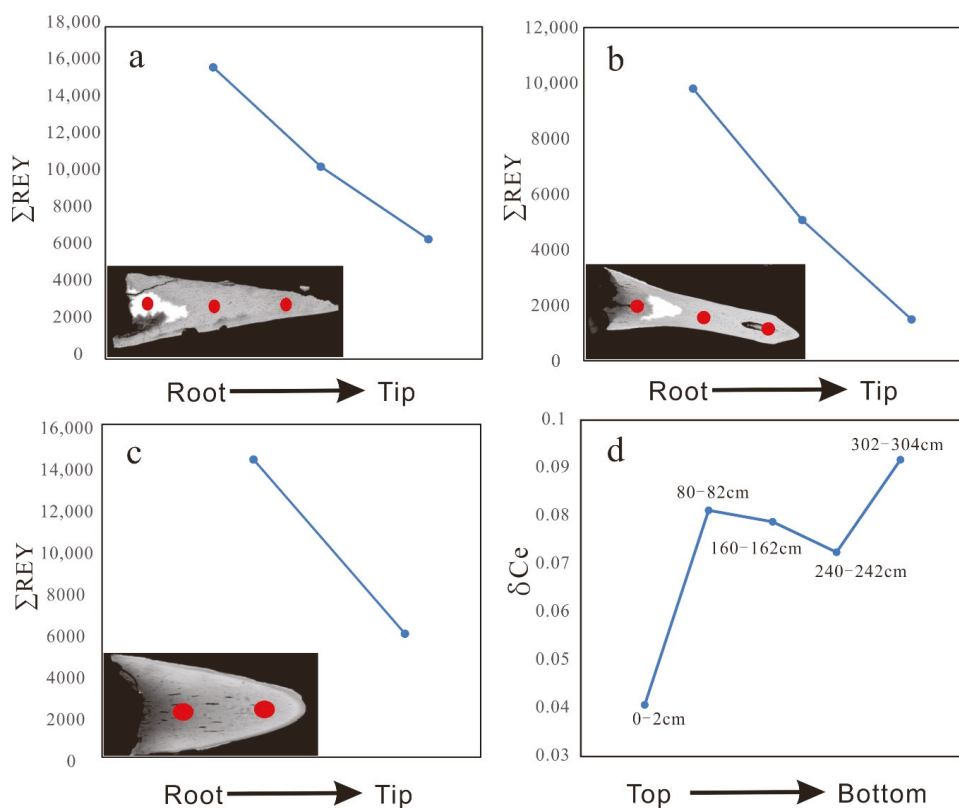 18,000
16,000
14,000
12,000
10,000
8000
6000
4000
2000
0
ΣREY
a
Root
Tip
12,000
10,000
8000
6000
4000
2000
0
ΣREY
b
Root
Tip
16,000
14,000
12,000
10,000
8000
6000
4000
2000
0
ΣREY
c
Root
Tip
0.1
0.09
0.08
0.07
0.06
0.05
0.04
0.03
δCe
d
302-304cm
80-82cm
160-162cm
240-242cm
0-2cm
Top
Bottom